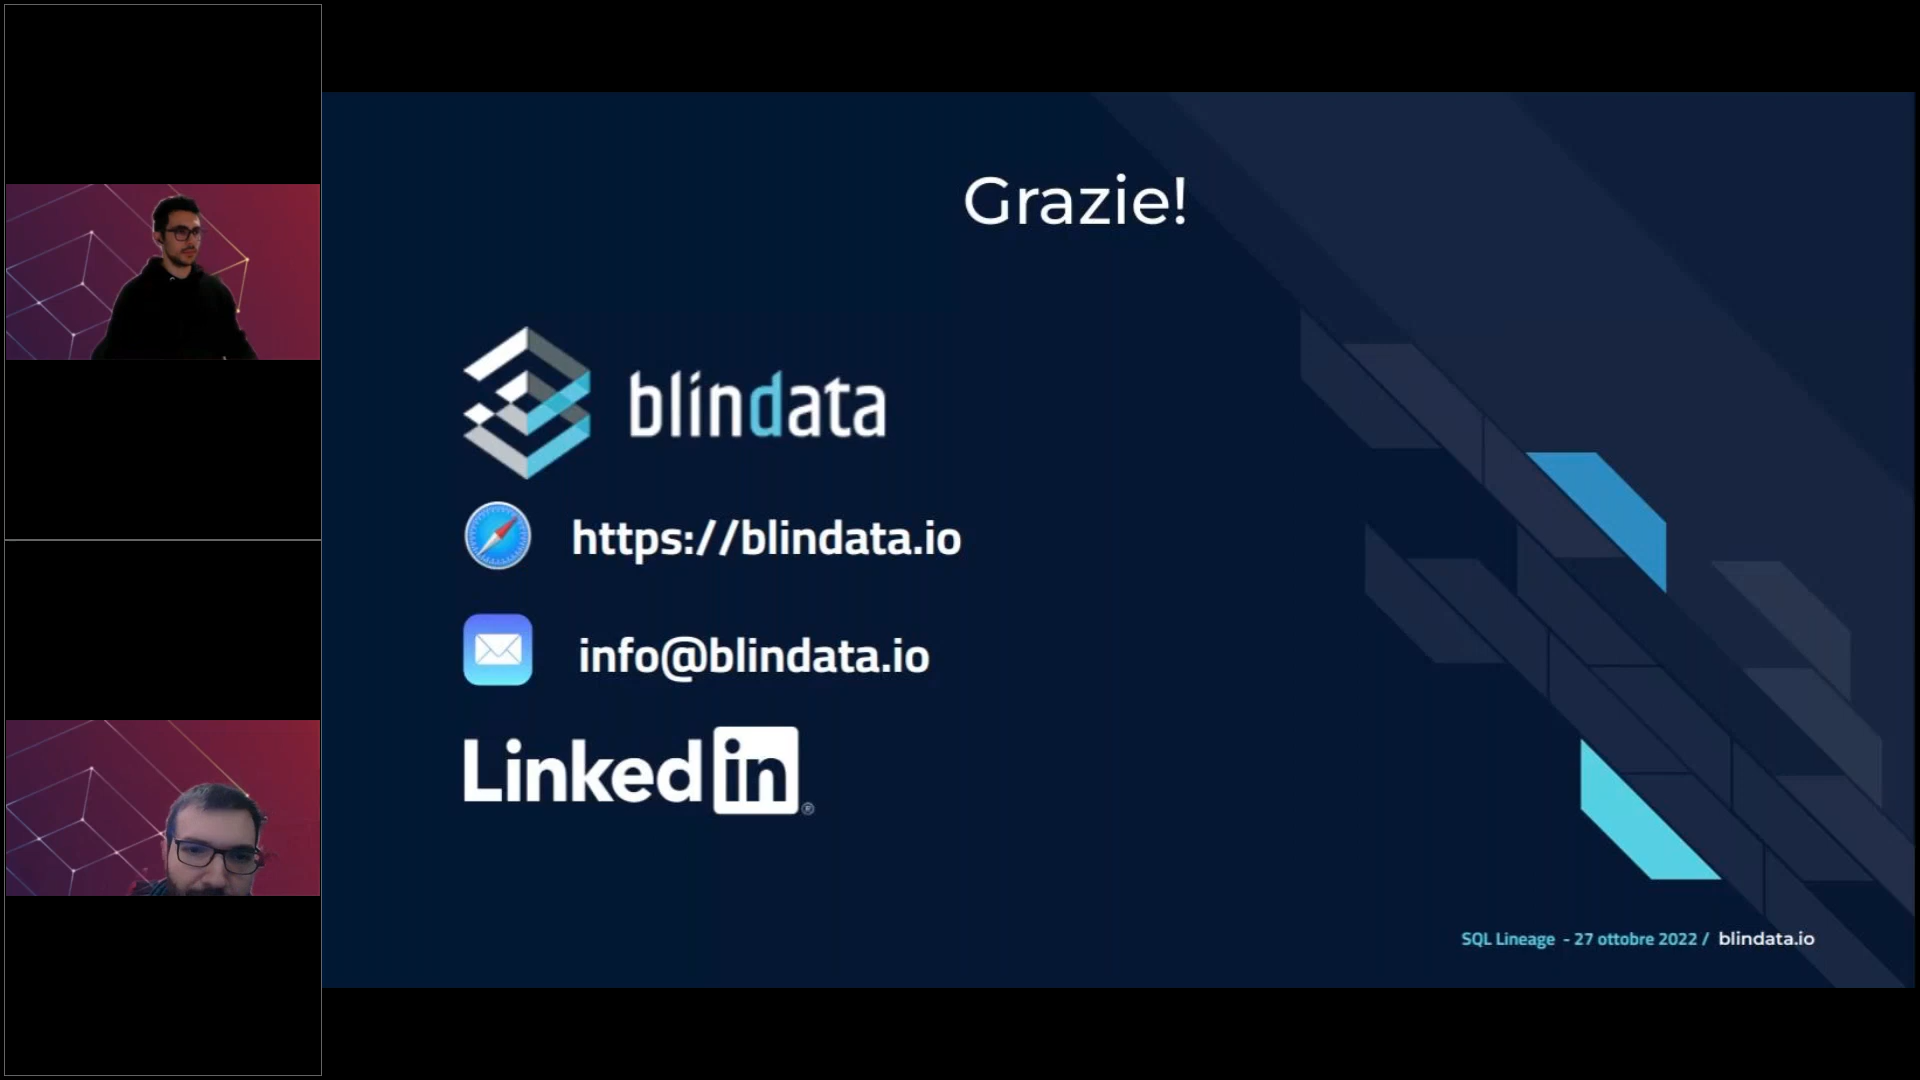 Grazie!
blindata
https://blindata.io
info@blindata.io
Linkedin®
SQL Lineage - 27 ottobre 2022 / blindata.io